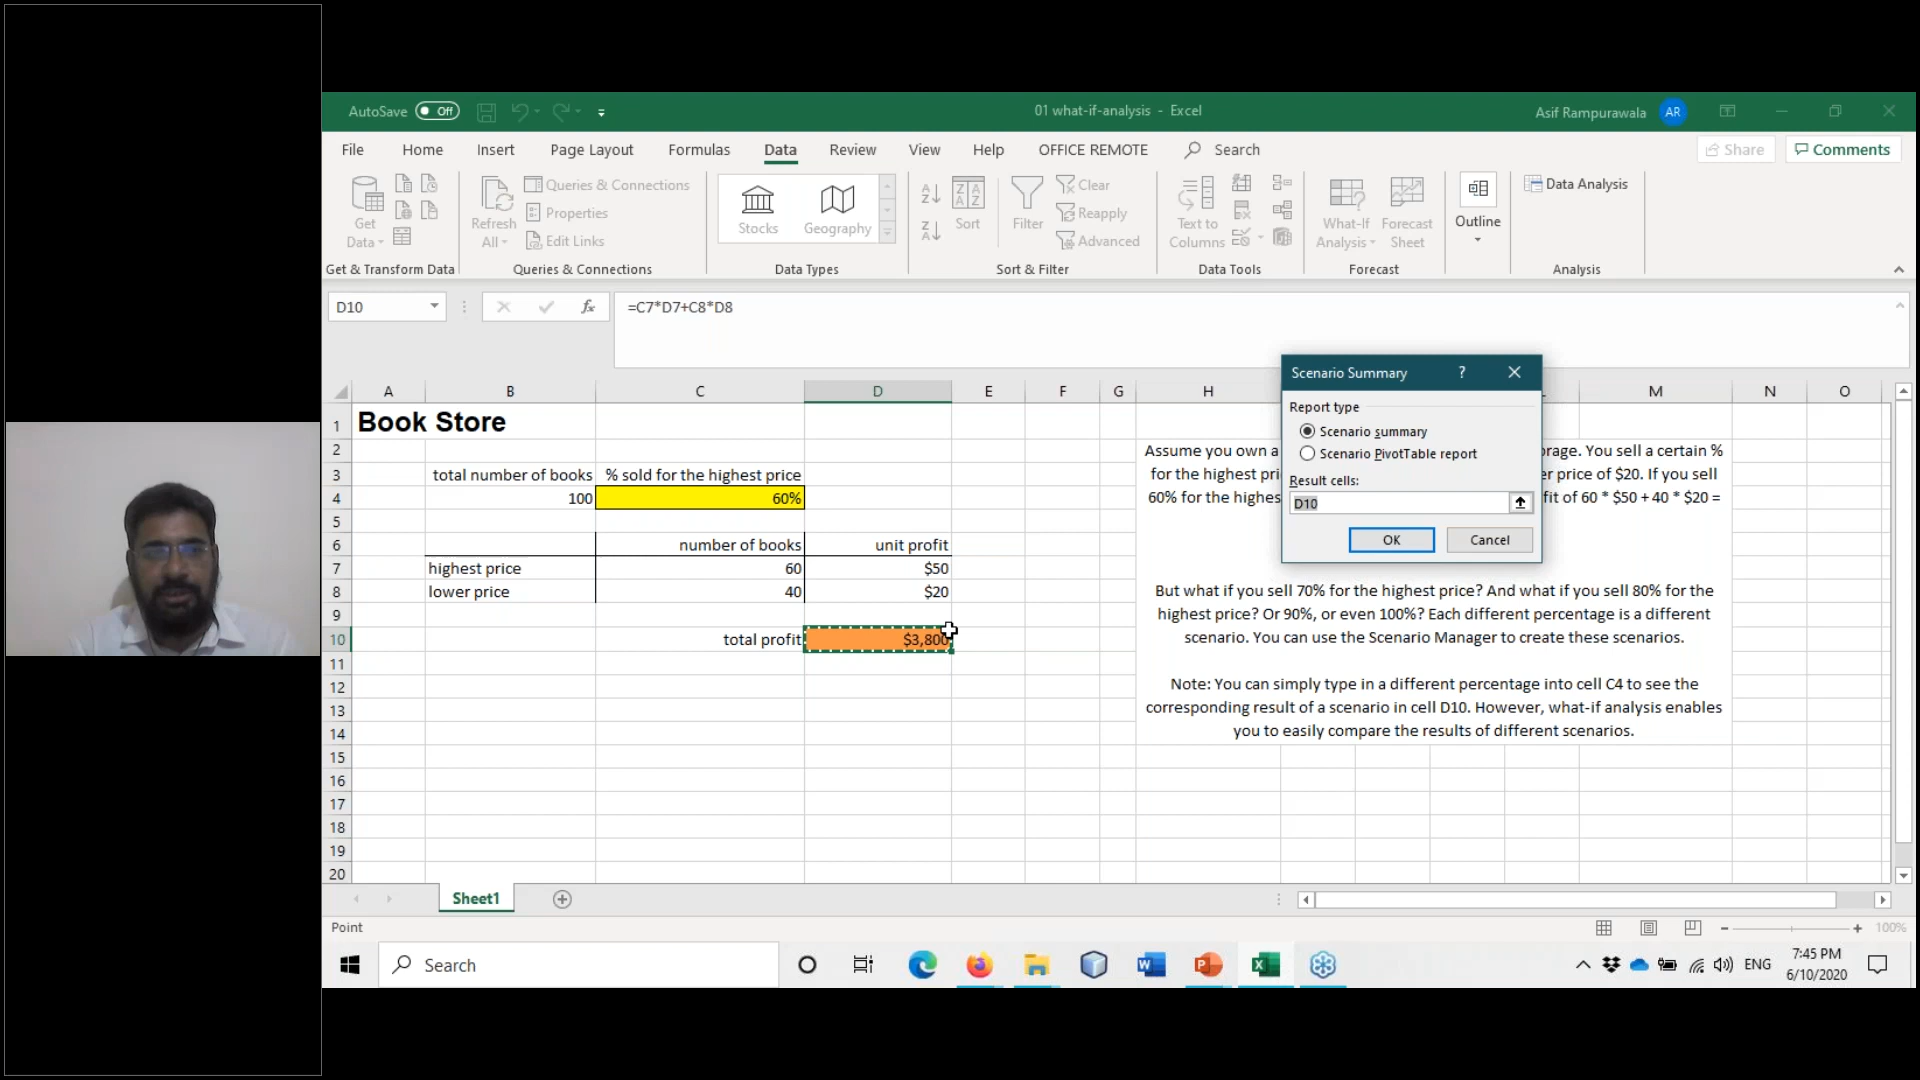 AutoSave Off
01 what-if-analysis - Excel
Asif Rampurawala AR
File Home Insert Page Layout Formulas Data Review View Help OFFICE REMOTE Search
Share Comments
Get Data
Refresh All
Queries & Connections
Properties
Edit Links
Stocks Geography
Sort
Filter
Clear
Reapply
Advanced
Text to Columns
What-If Analysis
Forecast Sheet
Outline
Data Analysis
Get & Transform Data Queries & Connections Data Types Sort & Filter Data Tools Forecast Analysis
D10 fx =C7*D7+C8*D8
A B C D E F G H M N O
1 Book Store
2
3 total number of books % sold for the highest price
4 100 60%
5
6 number of books unit profit
7 highest price 60 $50
8 lower price 40 $20
9
10 total profit $3,800
11
12
13
14
15
16
17
18
19
20
Scenario Summary ?
Report type
Scenario summary
Scenario PivotTable report
Result cells:
D10
OK Cancel
Assume you own a
rage. You sell a certain %
for the highest pri
er price of $20. If you sell
60% for the highes
fit of 60 * $50 + 40 * $20 =
But what if you sell 70% for the highest price? And what if you sell 80% for the
highest price? Or 90%, or even 100%? Each different percentage is a different
scenario. You can use the Scenario Manager to create these scenarios.
Note: You can simply type in a different percentage into cell C4 to see the
corresponding result of a scenario in cell D10. However, what-if analysis enables
you to easily compare the results of different scenarios.
Sheet1
Point
100%
Search
ENG
7:45 PM
6/10/2020